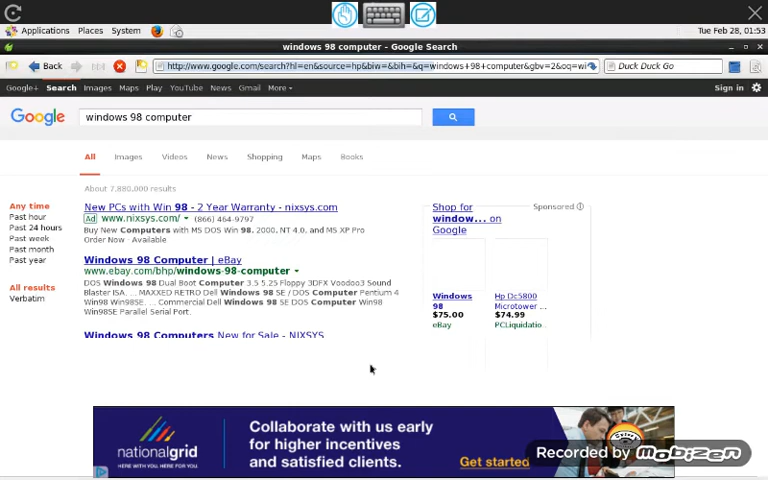 Applications Places System
Tue Feb 28, 01:53
windows 98 computer - Google Search
Back
http://www.google.com/search?hl=en&source=hp&biw=&bih=&q=windows+98+computer&gbv=2&oq=wi
Duck Duck Go
Google+ Search Images Maps Play YouTube News Gmail More
Sign in
Google
windows 98 computer
All Images Videos News Shopping Maps Books
About 7,880,000 results
Any time
Past hour
Past 24 hours
Past week
Past month
Past year
All results
Verbatim
New PCs with Win 98 - 2 Year Warranty - nixsys.com
Ad www.nixsys.com/ (866) 464-9797
Buy New Computers with MS DOS Win 98, 2000, NT 4.0, and MS XP Pro
Order Now · Available
Windows 98 Computer | eBay
www.ebay.com/bhp/windows-98-computer
DOS Windows 98 Dual Boot Computer 3.5 5.25 Floppy 3DFX Voodoo3 Sound
Blaster ISA. ... MAXXED RETRO Dell Windows 98 SE / DOS Computer Pentium 4
Win98 Win98SE. ... Commercial Dell Windows 98 SE DOS Computer Win98
Win98SE Parallel Serial Port.
Windows 98 Computers New for Sale - NIXSYS
Shop for
window... on
Google
Sponsored
Windows
98
$75.00
eBay
Hp Dc5800
Microtower ...
$74.99
PCLiquidatio...
nationalgrid
HERE WITH YOU. HERE FOR YOU.
Collaborate with us early
for higher incentives
and satisfied clients.
Get started
Recorded by Mobizen